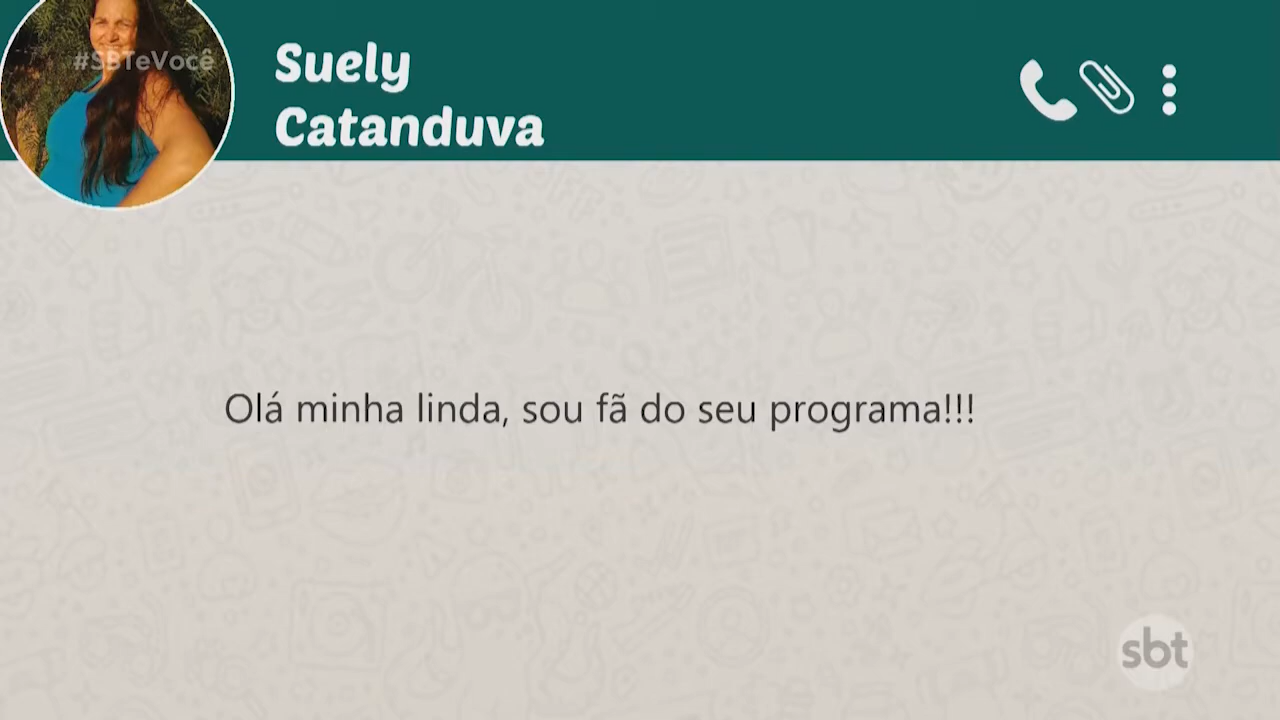 #SBTeVocê
Suely
Catanduva
Olá minha linda, sou fã do seu programa!!!
sbt